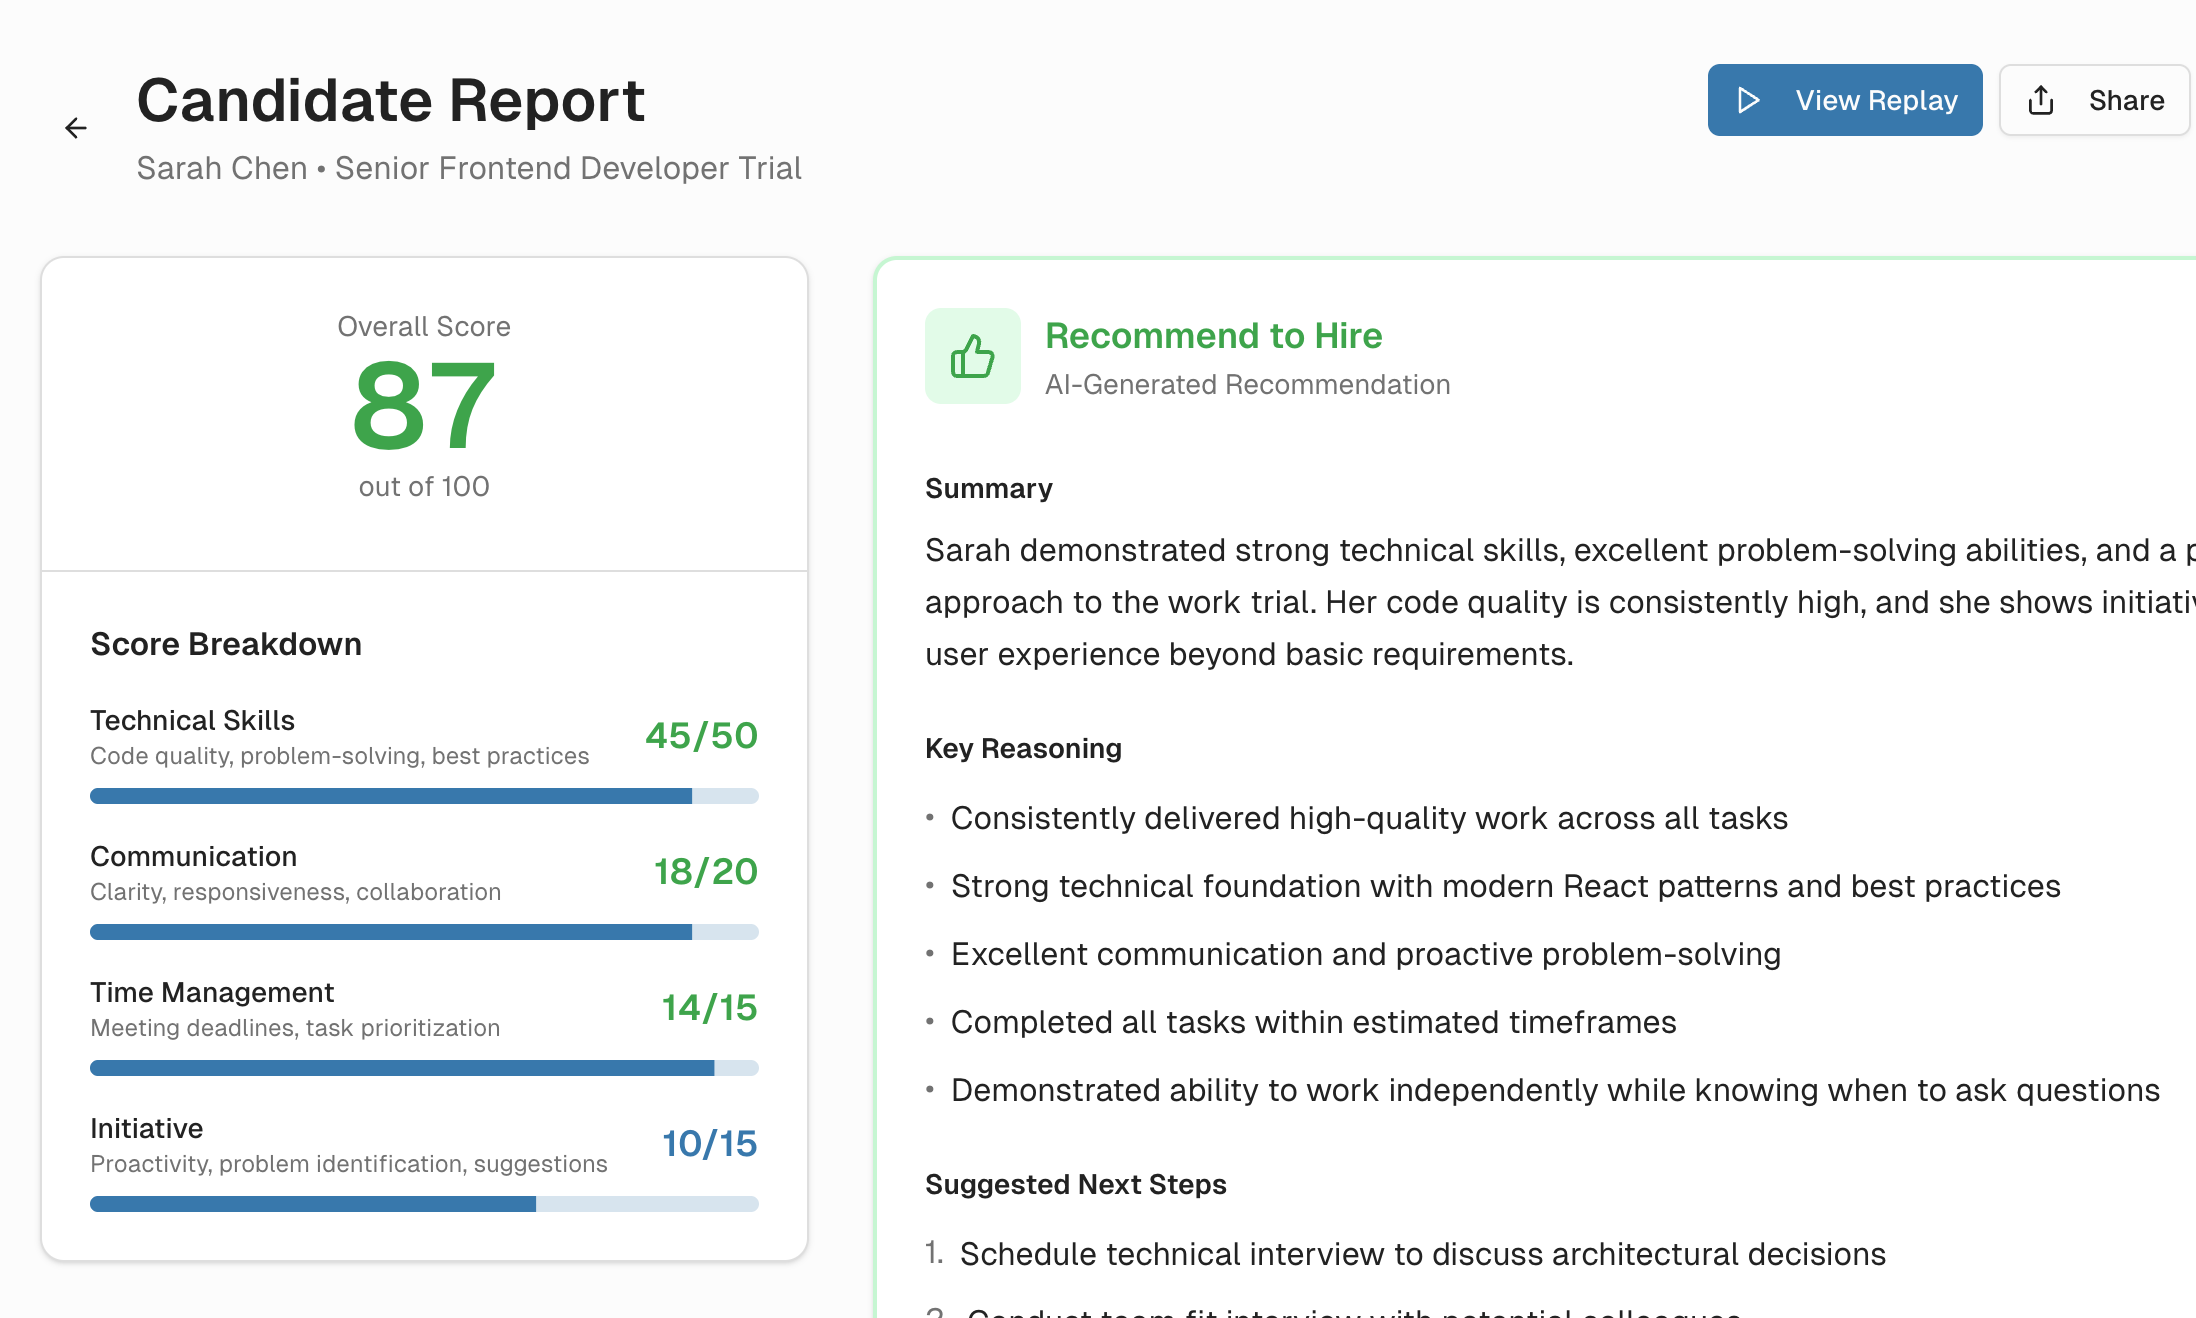 Candidate Report
Sarah Chen • Senior Frontend Developer Trial
View Replay
Share
Overall Score
87
out of 100
Score Breakdown
Technical Skills
Code quality, problem-solving, best practices
45/50
Communication
Clarity, responsiveness, collaboration
18/20
Time Management
Meeting deadlines, task prioritization
14/15
Initiative
Proactivity, problem identification, suggestions
10/15
Recommend to Hire
AI-Generated Recommendation
Summary
Sarah demonstrated strong technical skills, excellent problem-solving abilities, and a
approach to the work trial. Her code quality is consistently high, and she shows
user experience beyond basic requirements.
Key Reasoning
• Consistently delivered high-quality work across all tasks
• Strong technical foundation with modern React patterns and best practices
• Excellent communication and proactive problem-solving
• Completed all tasks within estimated timeframes
• Demonstrated ability to work independently while knowing when to ask questions
Suggested Next Steps
1. Schedule technical interview to discuss architectural decisions
2. Conduct team fit interview with potential colleagues